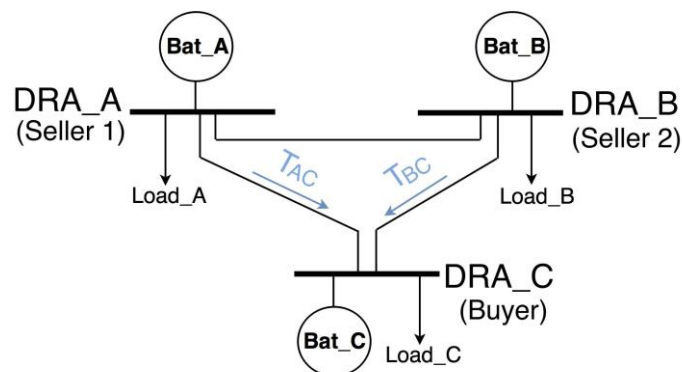 Bat_A
Bat_B
DRA_A
(Seller 1)
DRA_B
(Seller 2)
T_AC
T_BC
Load_A
Load_B
DRA_C
(Buyer)
Bat_C
Load_C